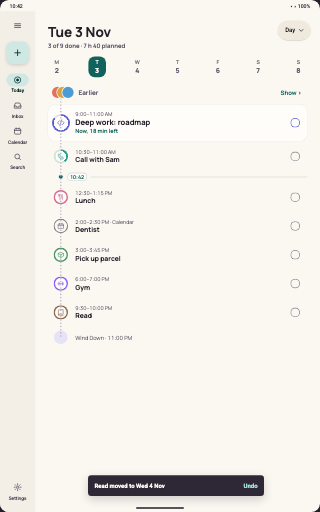 10:42
100%
Today
Inbox
Calendar
Search
Settings
Tue 3 Nov
3 of 9 done · 7 h 40 planned
Day
M T W T F S S
2 3 4 5 6 7 8
Earlier
Show ›
9:00–11:00 AM
Deep work: roadmap
Now, 18 min left
10:30–11:00 AM
Call with Sam
10:42
12:30–1:15 PM
Lunch
2:00–2:30 PM · Calendar
Dentist
3:00–3:45 PM
Pick up parcel
6:00–7:00 PM
Gym
9:30–10:00 PM
Read
Wind Down · 11:00 PM
Read moved to Wed 4 Nov
Undo